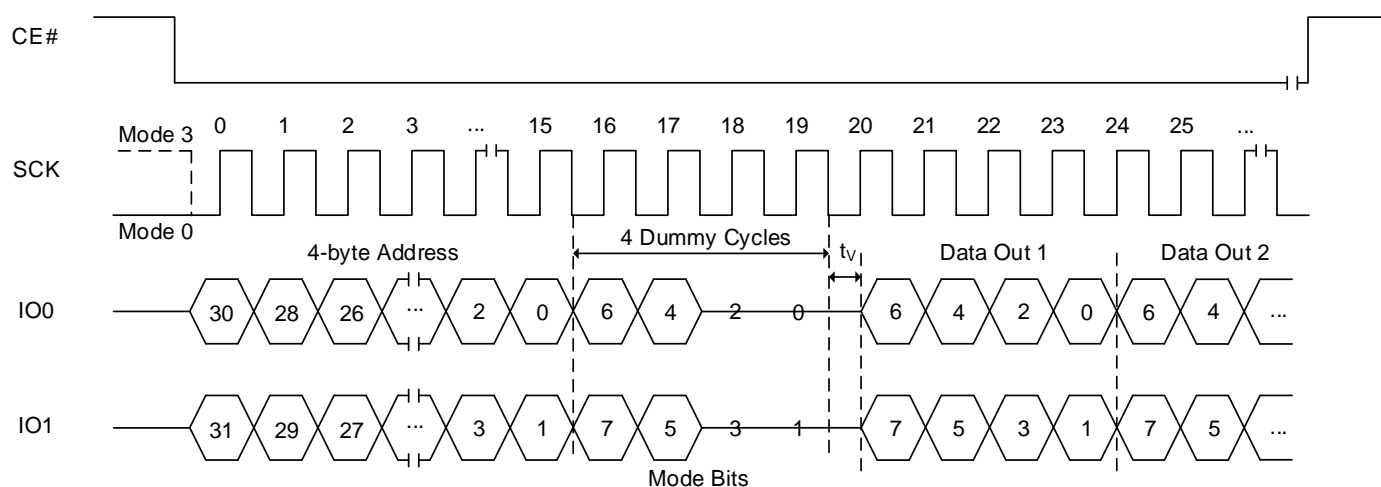 CE#
Mode 3 0 1 2 3 ... 15 16 17 18 19 20 21 22 23 24 25 ...
SCK
Mode 0
4-byte Address 4 Dummy Cycles tV Data Out 1 Data Out 2
IO0 30 28 26 ... 2 0 6 4 2 0 6 4 2 0 6 4 ...
IO1 31 29 27 ... 3 1 7 5 3 1 7 5 3 1 7 5 ...
Mode Bits